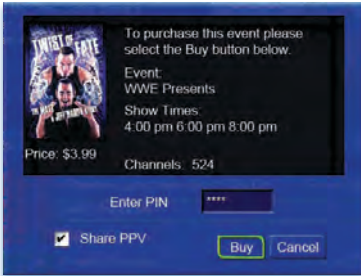 To purchase this event please
select the Buy button below.
TWIST OF
FATE
Event:
WWE Presents
Show Times:
4:00 pm 6:00 pm 8:00 pm
Price: $3.99
Channels: 524
Enter PIN
****
Share PPV
Buy
Cancel